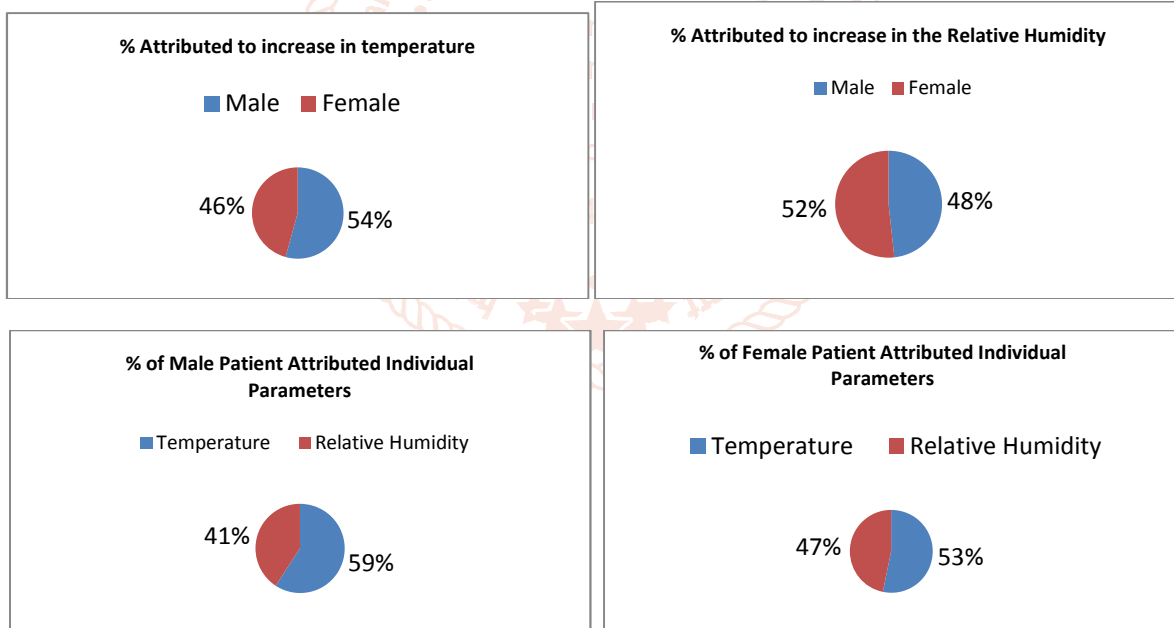 % Attributed to increase in temperature
Male Female
46%
54%
% Attributed to increase in the Relative Humidity
Male Female
52%
48%
% of Male Patient Attributed Individual
Parameters
Temperature Relative Humidity
41%
59%
% of Female Patient Attributed Individual
Parameters
Temperature Relative Humidity
47%
53%